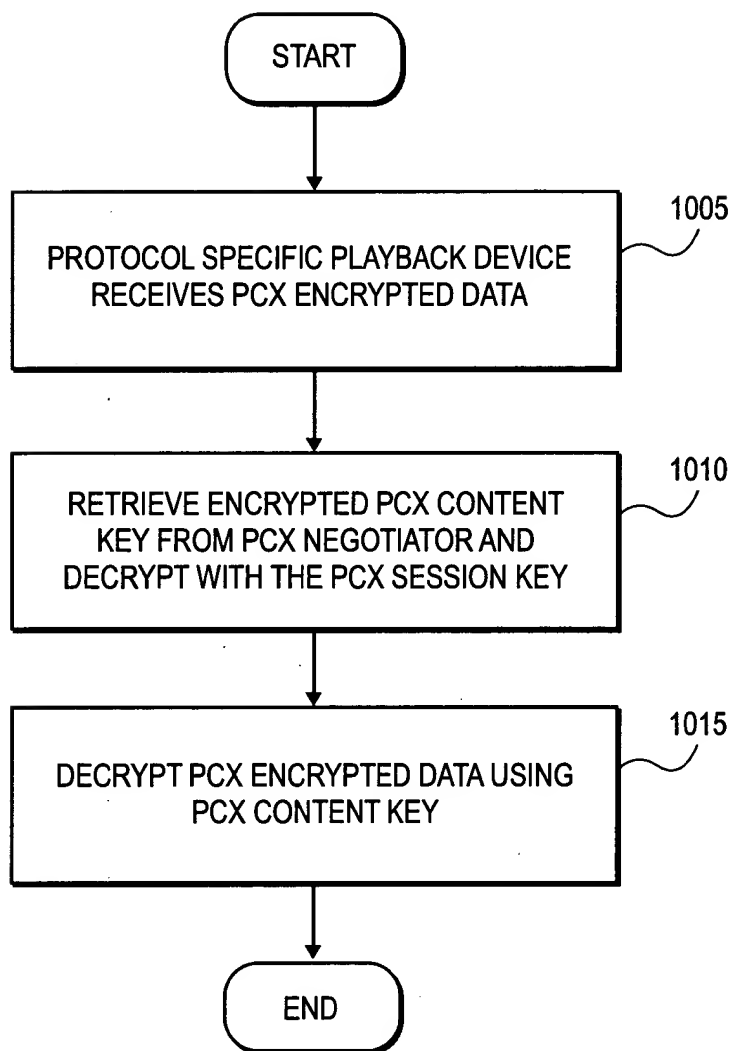 START
PROTOCOL SPECIFIC PLAYBACK DEVICE
RECEIVES PCX ENCRYPTED DATA
1005
RETRIEVE ENCRYPTED PCX CONTENT
KEY FROM PCX NEGOTIATOR AND
DECRYPT WITH THE PCX SESSION KEY
1010
DECRYPT PCX ENCRYPTED DATA USING
PCX CONTENT KEY
1015
END